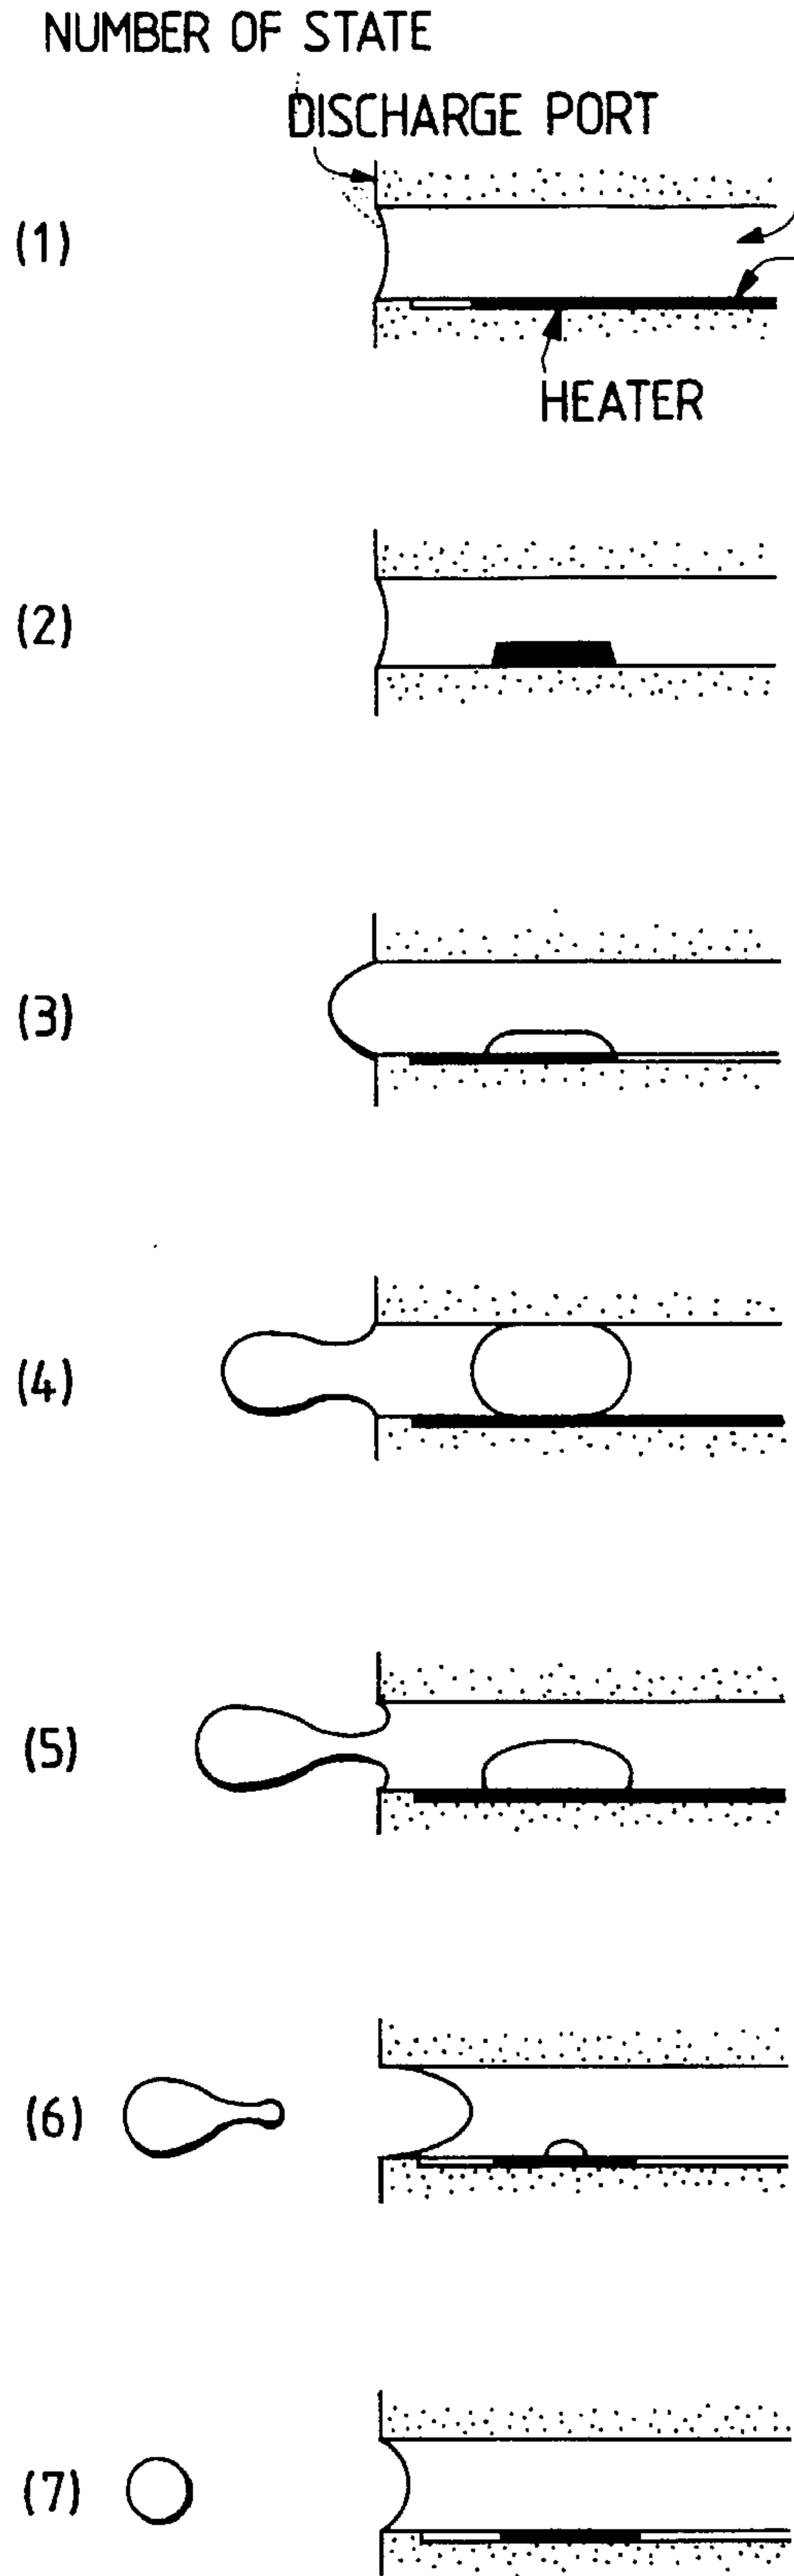 NUMBER OF STATE
DISCHARGE PORT
(1)
HEATER
(2)
(3)
(4)
(5)
(6)
(7)